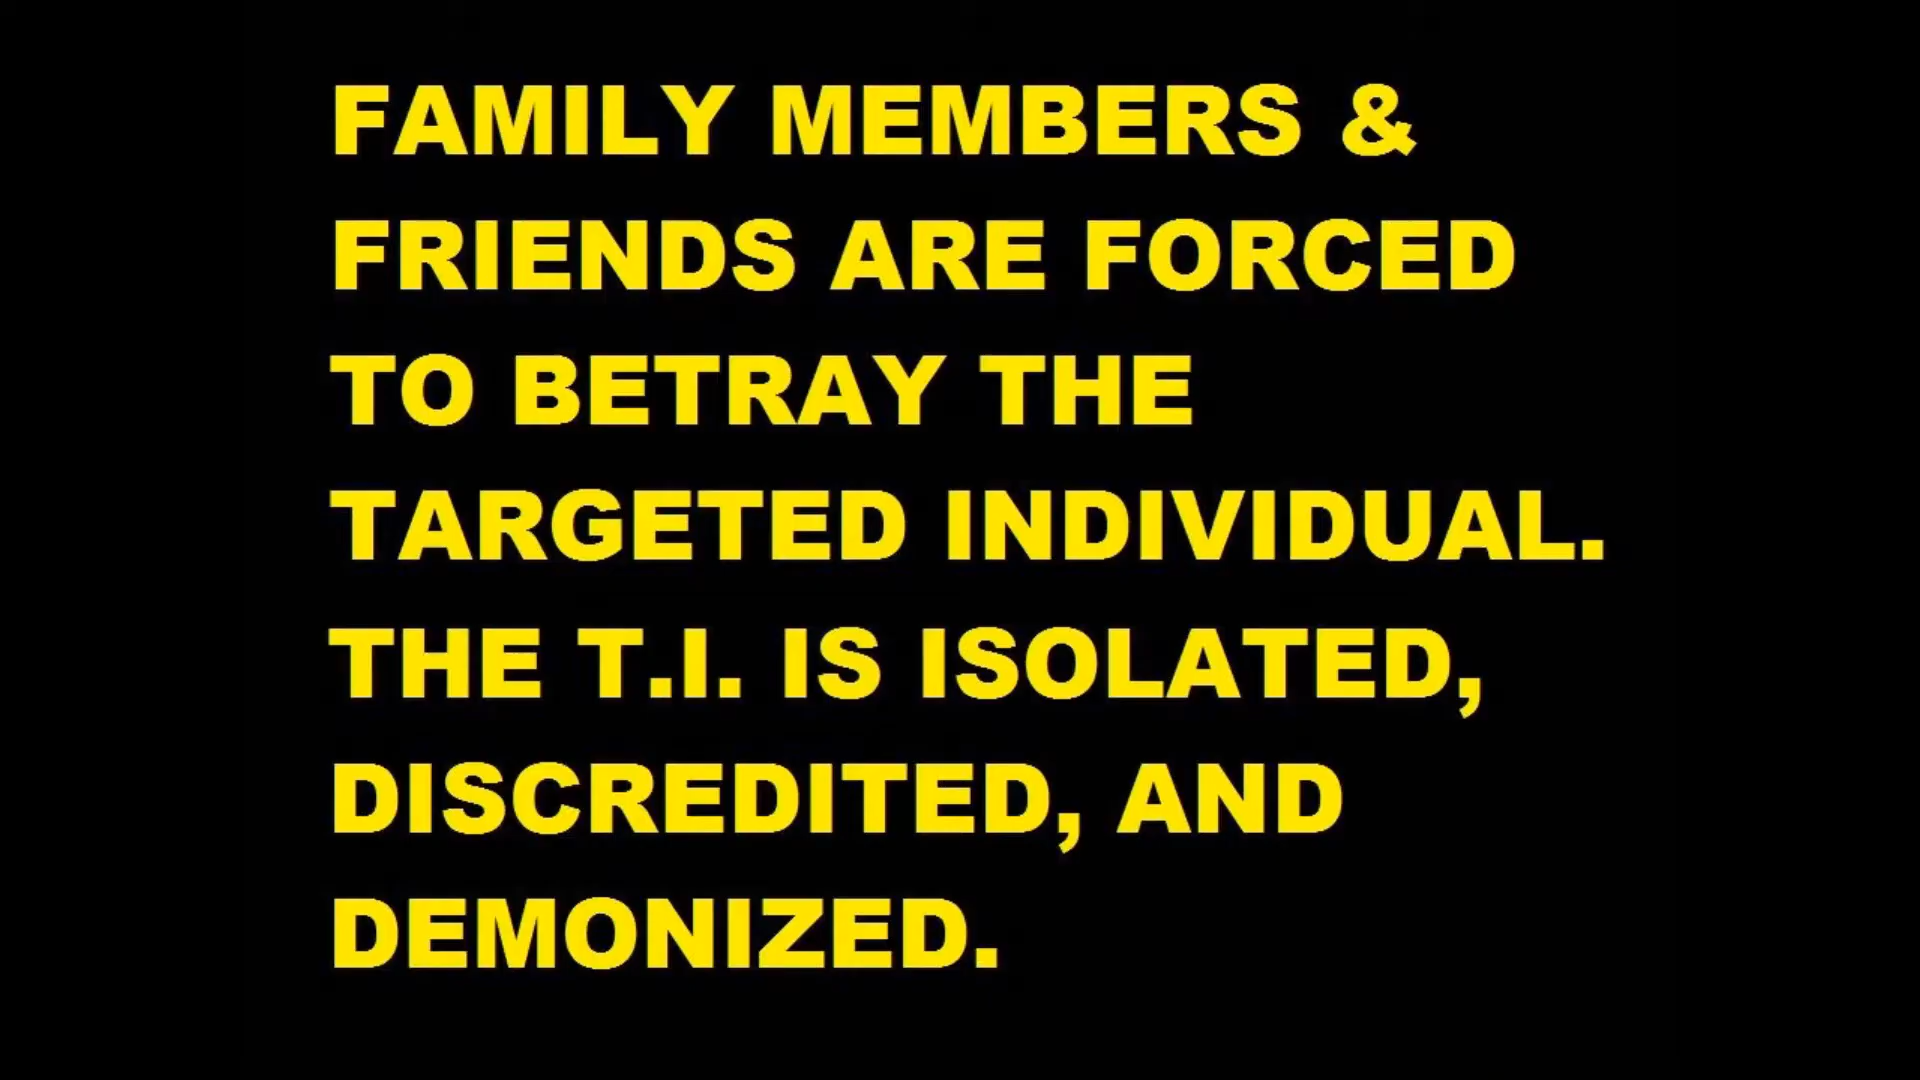 FAMILY MEMBERS &
FRIENDS ARE FORCED
TO BETRAY THE
TARGETED INDIVIDUAL.
THE T.I. IS ISOLATED,
DISCREDITED, AND
DEMONIZED.